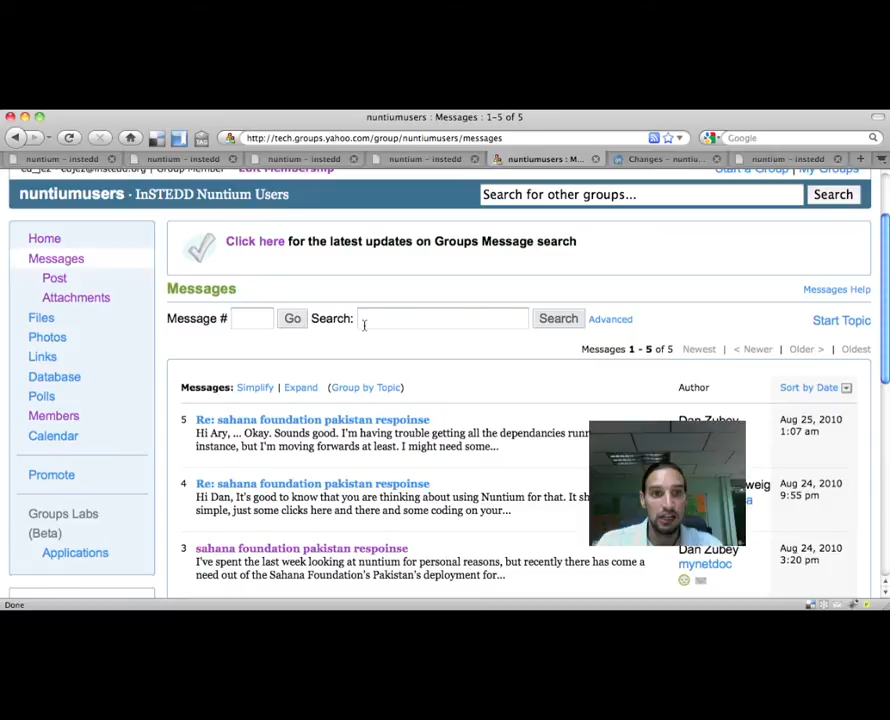 nuntiumusers : Messages : 1-5 of 5
http://tech.groups.yahoo.com/group/nuntiumusers/messages
Google
nuntium – instedd
nuntium – instedd
nuntium – instedd
nuntium – instedd
nuntiumusers : M...
Changes – nuntiu...
nuntium – instedd
Group Member
Edit Membership
Start a Group | My Groups
nuntiumusers · InSTEDD Nuntium Users
Search for other groups...
Search
Home
Messages
Post
Attachments
Files
Photos
Links
Database
Polls
Members
Calendar
Promote
Groups Labs
(Beta)
Applications
Click here for the latest updates on Groups Message search
Messages
Messages Help
Message #
Go
Search:
Search
Advanced
Start Topic
Messages 1 - 5 of 5 Newest | < Newer | Older > | Oldest
Messages: Simplify | Expand (Group by Topic)
Author
Sort by Date
5 Re: sahana foundation pakistan respoinse
Hi Ary, ... Okay. Sounds good. I'm having trouble getting all the dependancies
instance, but I'm moving forwards at least. I might need some...
Dan Zubey
Aug 25, 2010
1:07 am
4 Re: sahana foundation pakistan respoinse
Hi Dan, It's good to know that you are thinking about using Nuntium for that. It
simple, just some clicks here and there and some coding on your...
Aug 24, 2010
9:55 pm
3 sahana foundation pakistan respoinse
I've spent the last week looking at nuntium for personal reasons, but recently there has come a
need out of the Sahana Foundation's Pakistan's deployment for...
Dan Zubey
mynetdoc
Aug 24, 2010
3:20 pm
Done